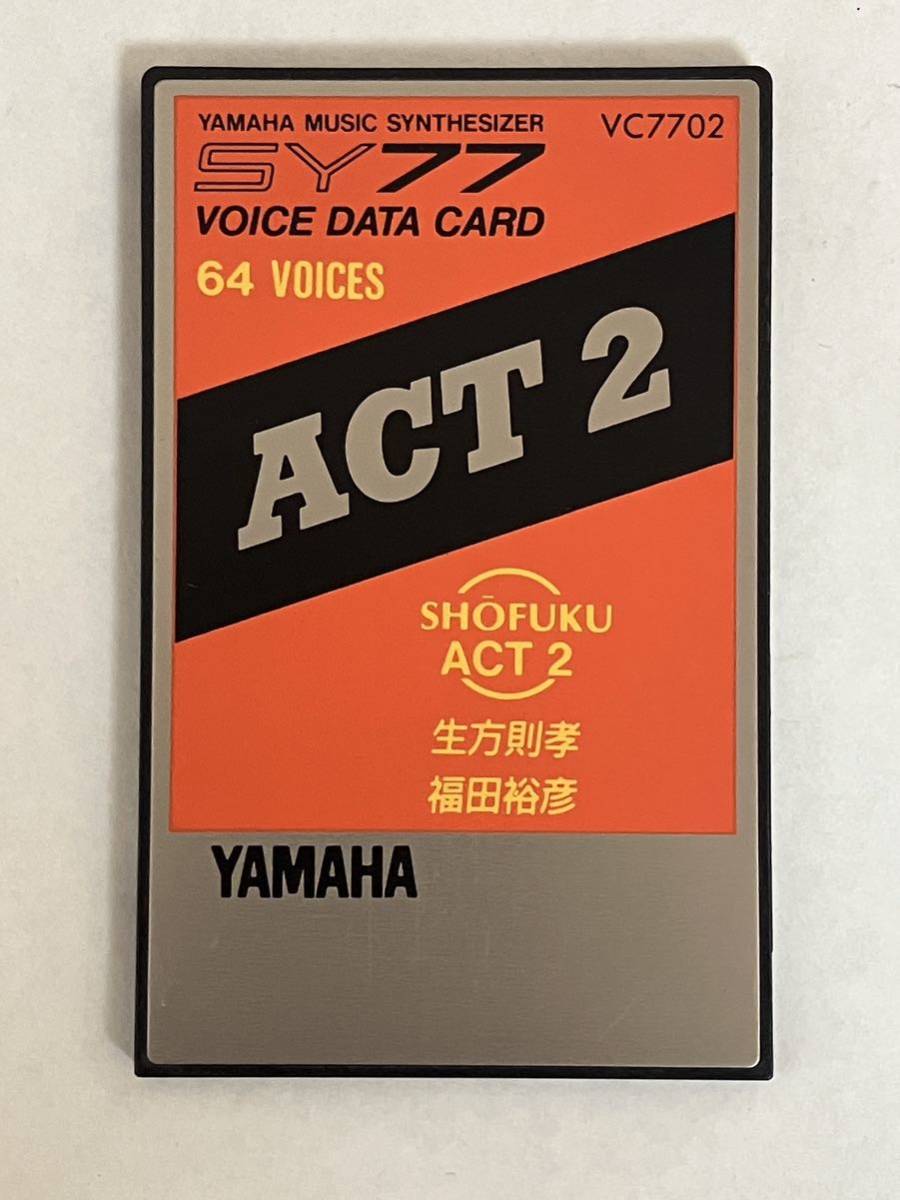 YAMAHA MUSIC SYNTHESIZER VC7702
SY77
VOICE DATA CARD
64 VOICES
ACT 2
SHŌFUKU
ACT 2
生方則孝
福田裕彦
YAMAHA